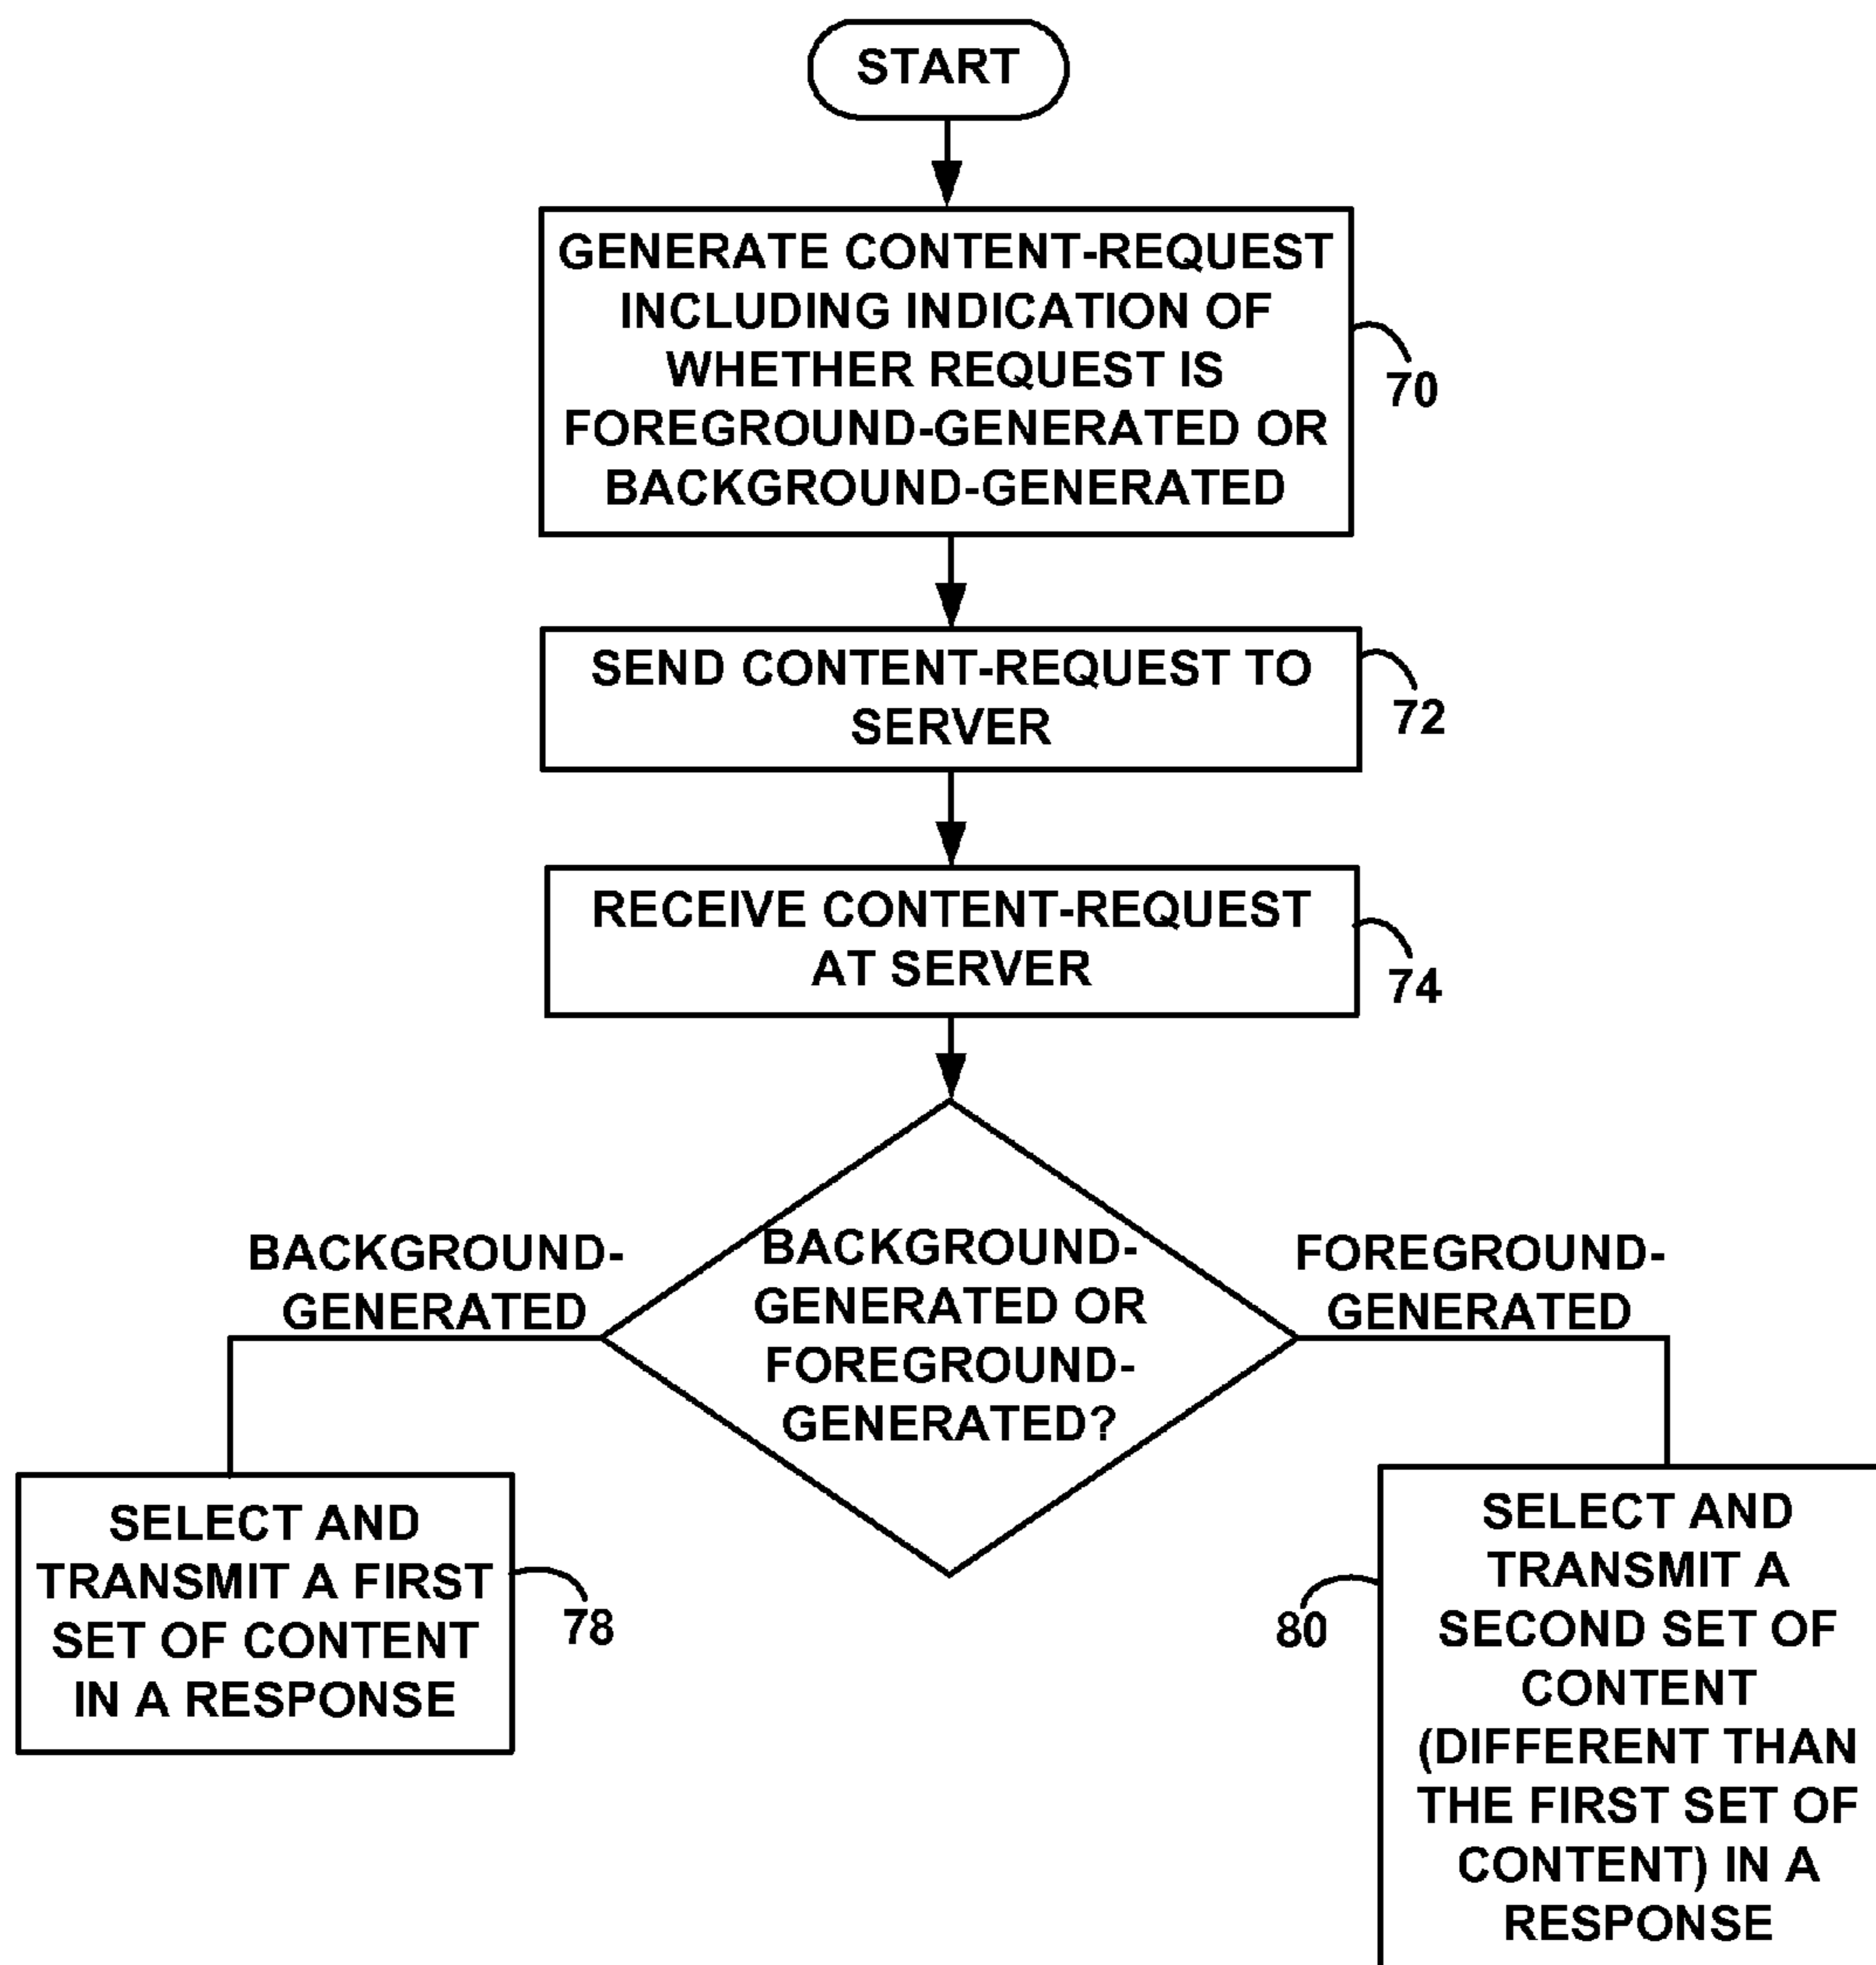 START
GENERATE CONTENT-REQUEST
INCLUDING INDICATION OF
WHETHER REQUEST IS
FOREGROUND-GENERATED OR
BACKGROUND-GENERATED
70
SEND CONTENT-REQUEST TO
SERVER
72
RECEIVE CONTENT-REQUEST
AT SERVER
74
BACKGROUND-
GENERATED
BACKGROUND-
GENERATED OR
FOREGROUND-
GENERATED?
FOREGROUND-
GENERATED
SELECT AND
TRANSMIT A FIRST
SET OF CONTENT
IN A RESPONSE
78
80
SELECT AND
TRANSMIT A
SECOND SET OF
CONTENT
(DIFFERENT THAN
THE FIRST SET OF
CONTENT) IN A
RESPONSE